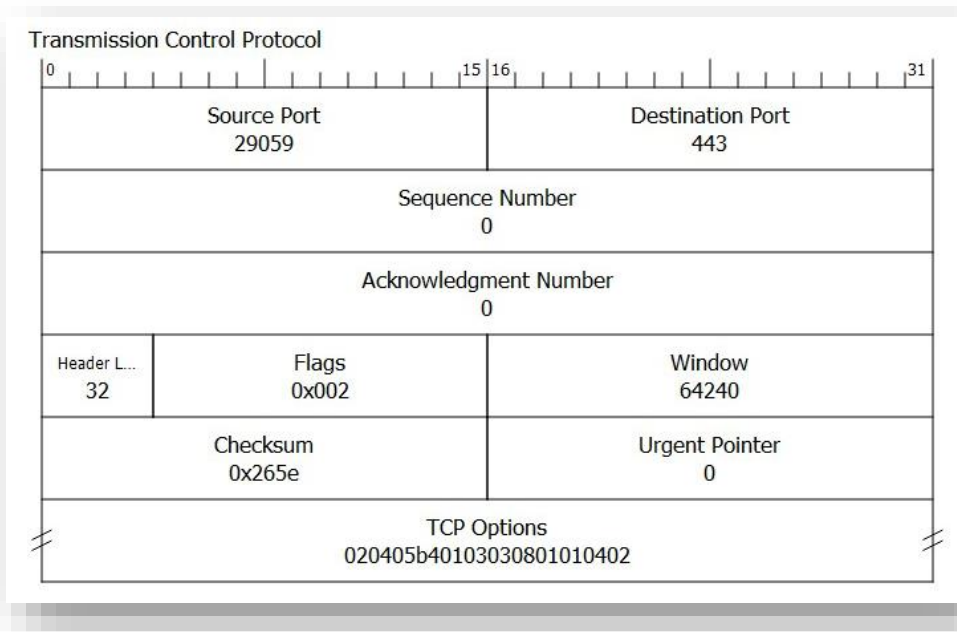 Transmission Control Protocol
0 15 16 31
Source Port Destination Port
29059 443
Sequence Number
0
Acknowledgment Number
0
Header L... Flags Window
32 0x002 64240
Checksum Urgent Pointer
0x265e 0
TCP Options
020405b40103030801010402